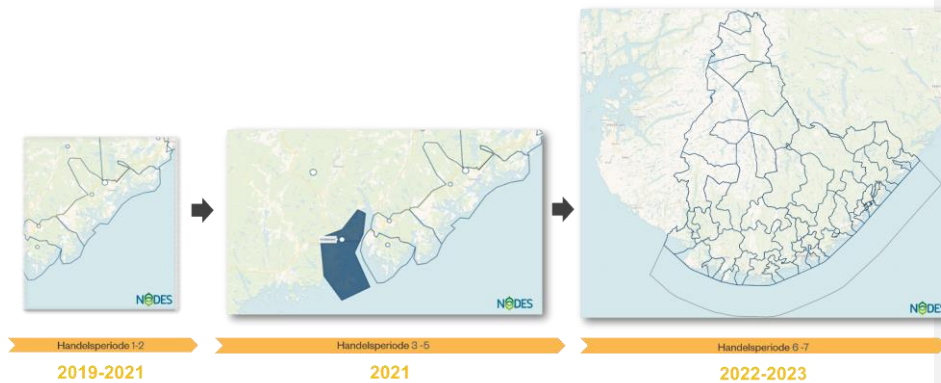 NODES
NODES
NODES
Handelsperiode 1-2
Handelsperiode 3 -5
Handelsperiode 6 -7
2019-2021
2021
2022-2023